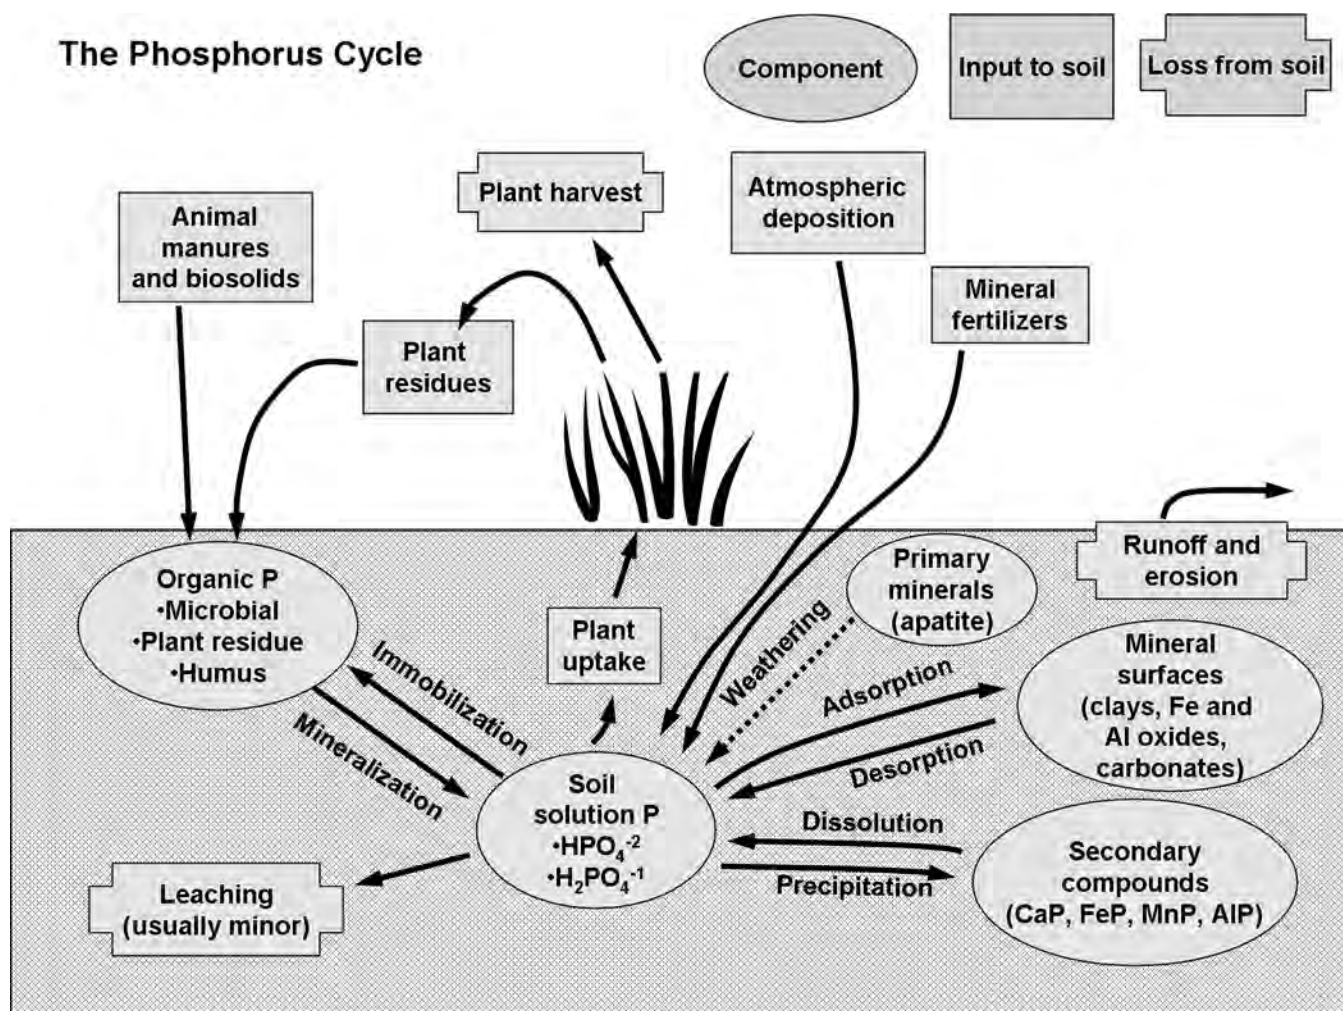 The Phosphorus Cycle
Component
Input to soil
Loss from soil
Plant harvest
Atmospheric
deposition
Animal
manures
and biosolids
Mineral
fertilizers
Plant
residues
Runoff and
erosion
Primary
minerals
(apatite)
Organic P
•Microbial
•Plant residue
•Humus
Plant
uptake
Weathering
Immobilization
Mineralization
Adsorption
Desorption
Mineral
surfaces
(clays, Fe and
Al oxides,
carbonates)
Soil
solution P
•HPO₄⁻²
•H₂PO₄⁻¹
Dissolution
Precipitation
Secondary
compounds
(CaP, FeP, MnP, AlP)
Leaching
(usually minor)